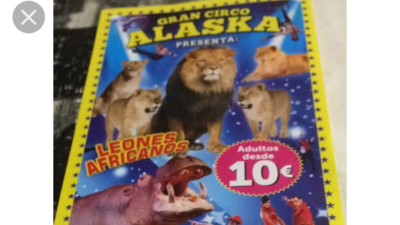 GRAN CIRCO
ALASKA
PRESENTA:
LEONES
AFRICANOS
Adultos
desde
10€